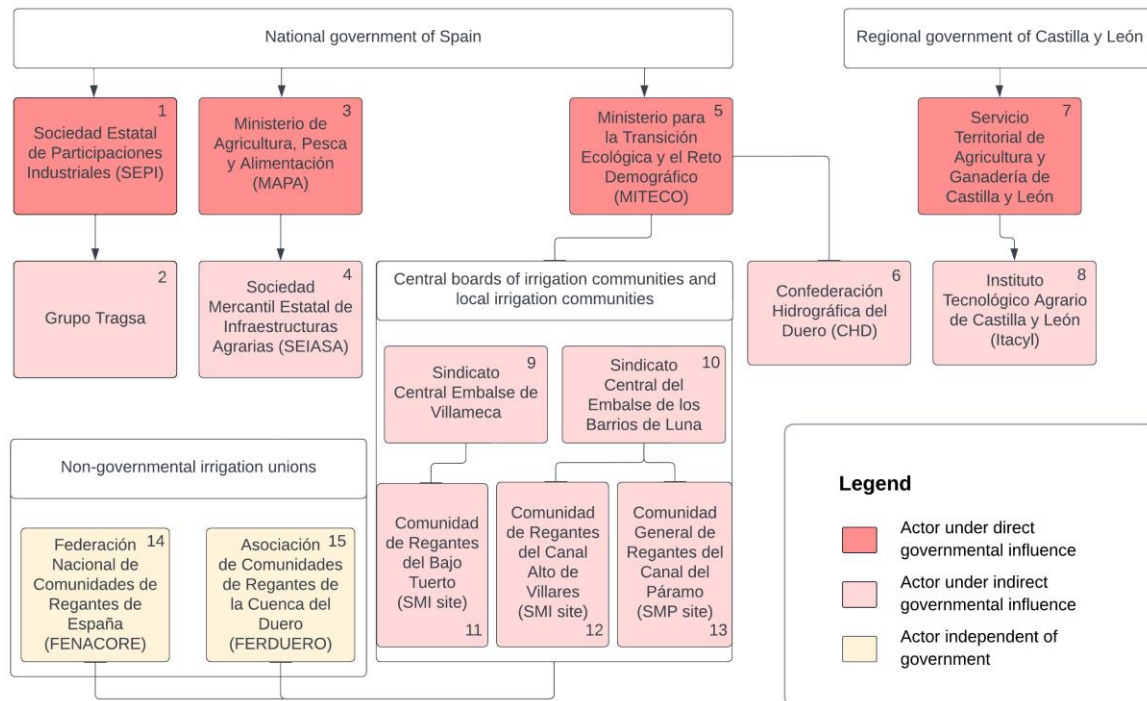 National government of Spain
Regional government of Castilla y León
1
Sociedad Estatal
de Participaciones
Industriales (SEPI)
3
Ministerio de
Agricultura, Pesca
y Alimentación
(MAPA)
5
Ministerio para
la Transición
Ecológica y el Reto
Demográfico
(MITECO)
7
Servicio
Territorial de
Agricultura y
Ganadería de
Castilla y León
2
Grupo Tragsa
4
Sociedad
Mercantil Estatal de
Infraestructuras
Agrarias (SEIASA)
Central boards of irrigation communities and
local irrigation communities
6
Confederación
Hidrográfica del
Duero (CHD)
8
Instituto
Tecnológico Agrario
de Castilla y León
(Itacyl)
9
Sindicato
Central Embalse de
Villameca
10
Sindicato
Central del
Embalse de los
Barrios de Luna
Non-governmental irrigation unions
14
Federación
Nacional de
Comunidades de
Regantes de
España
(FENACORE)
15
Asociación
de Comunidades
de Regantes de
la Cuenca del
Duero
(FERDUERO)
Comunidad
de Regantes
del Bajo
Tuerto
(SMI site)
11
Comunidad
de Regantes
del Canal
Alto de
Villares
(SMI site)
12
Comunidad
General de
Regantes del
Canal del
Páramo
(SMP site)
13
Legend
Actor under direct
governmental influence
Actor under indirect
governmental influence
Actor independent of
government